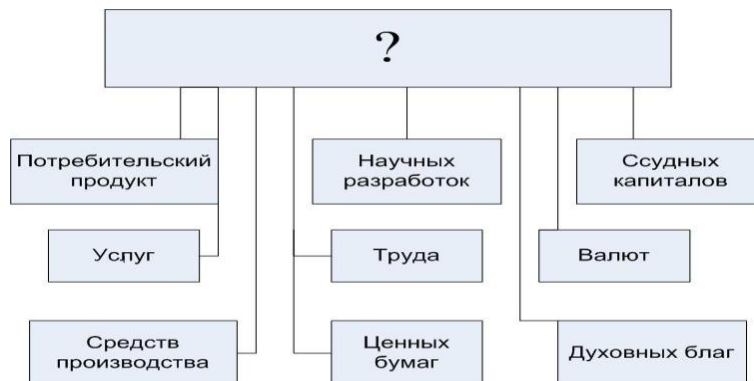 ?
Потребительский
продукт
Научных
разработок
Ссудных
капиталов
Услуг
Труда
Валют
Средств
производства
Ценных
бумаг
Духовных благ